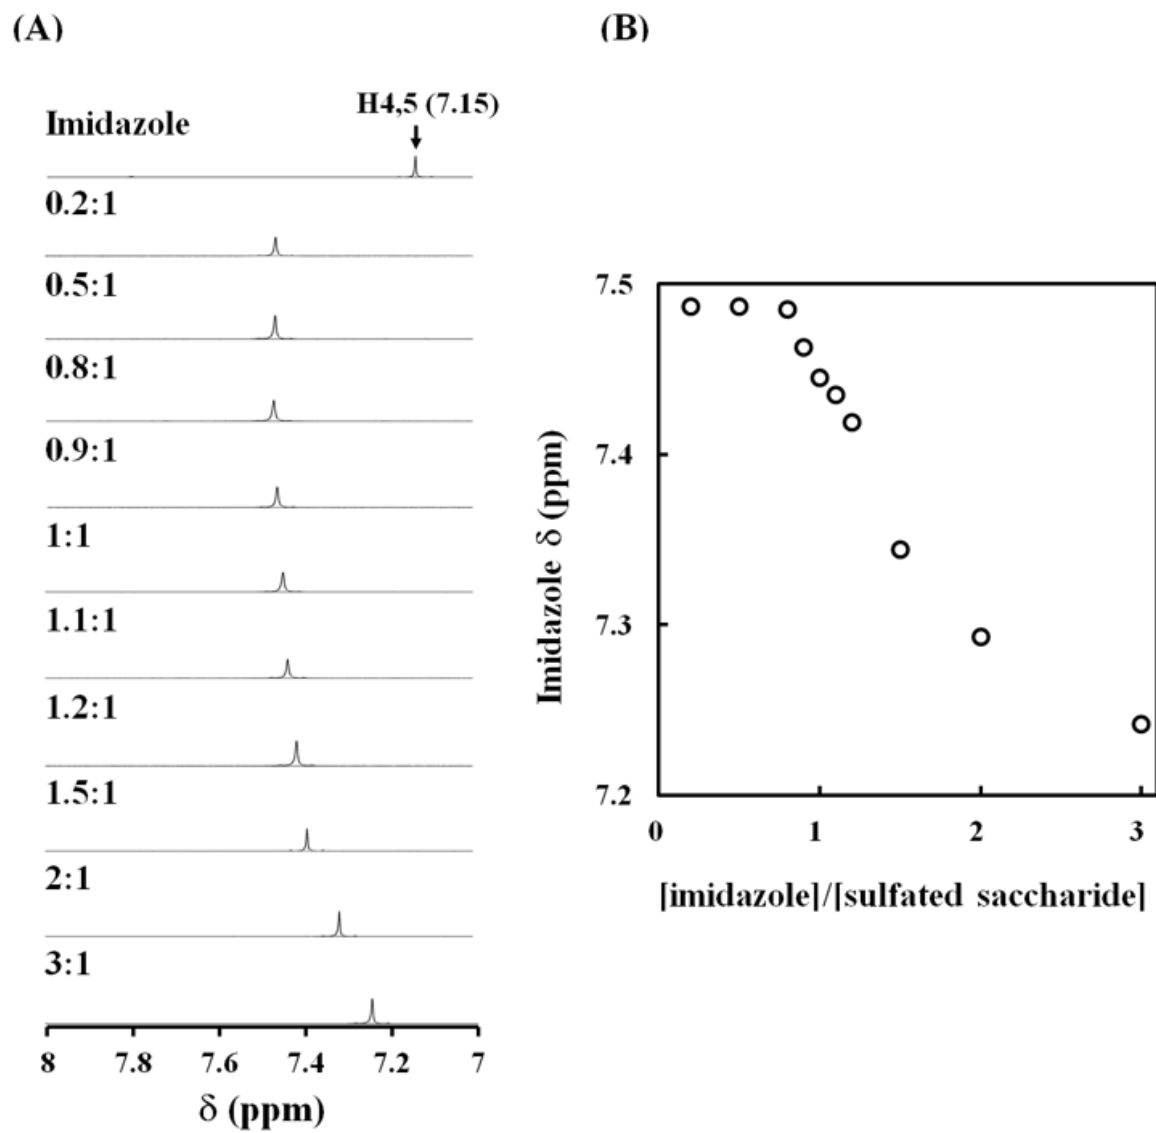 (A)
Imidazole
H4,5 (7.15)
0.2:1
0.5:1
0.8:1
0.9:1
1:1
1.1:1
1.2:1
1.5:1
2:1
3:1
8 7.8 7.6 7.4 7.2 7
δ (ppm)
(B)
7.5
7.4
7.3
7.2
Imidazole δ (ppm)
0 1 2 3
[imidazole]/[sulfated saccharide]